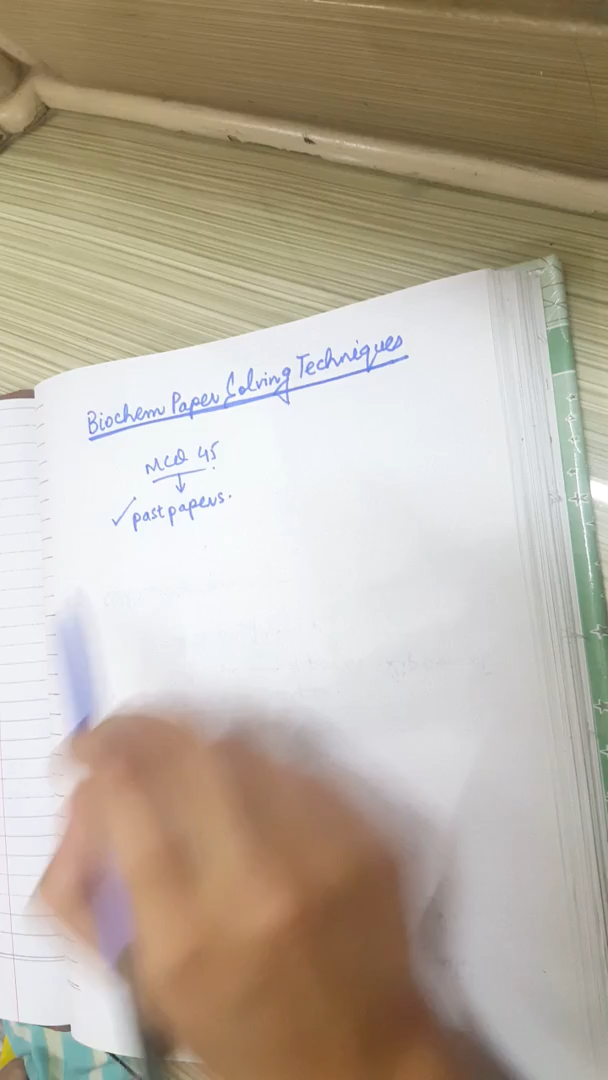 Biochem Paper Solving Techniques
MCQ 45
↓
✓ past papers.